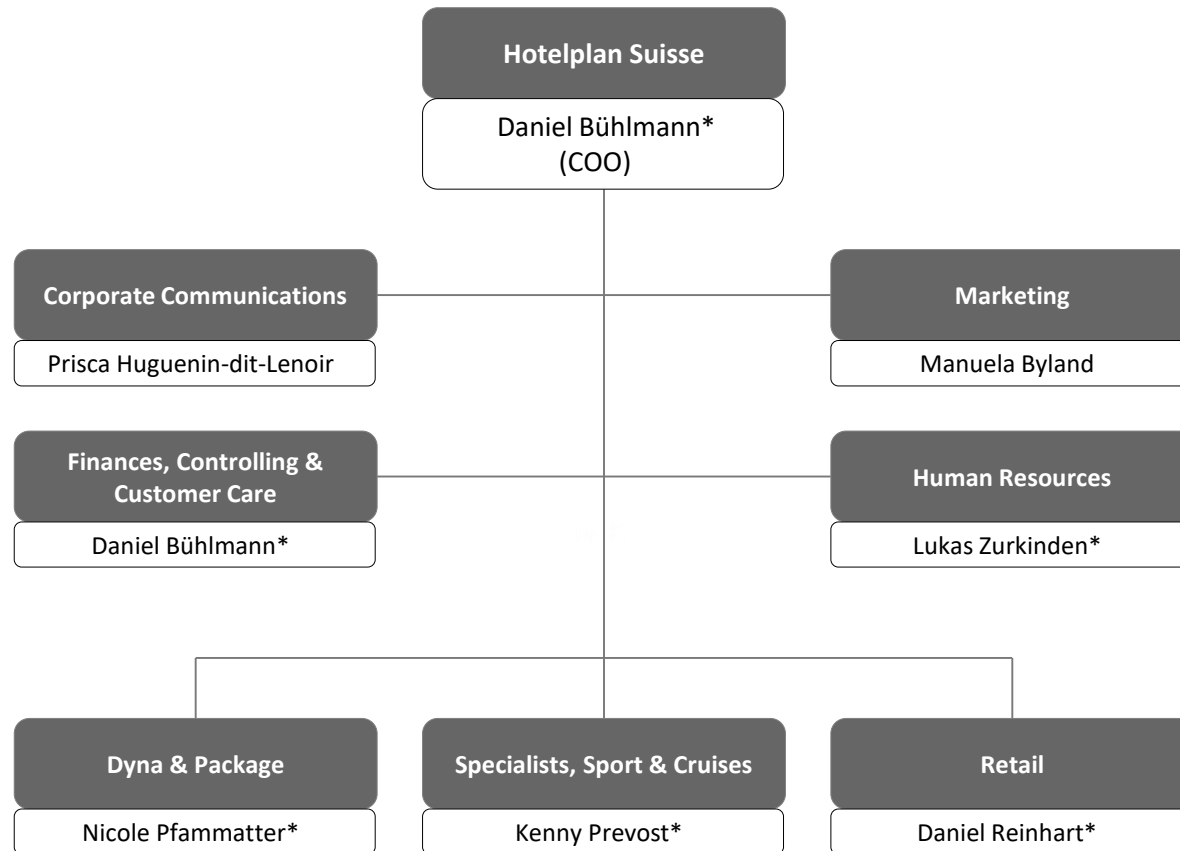 Hotelplan Suisse
Daniel Bühlmann*
(COO)
Corporate Communications
Prisca Huguenin-dit-Lenoir
Marketing
Manuela Byland
Finances, Controlling &
Customer Care
Daniel Bühlmann*
Human Resources
Lukas Zurkinden*
Dyna & Package
Nicole Pfammatter*
Specialists, Sport & Cruises
Kenny Prevost*
Retail
Daniel Reinhart*